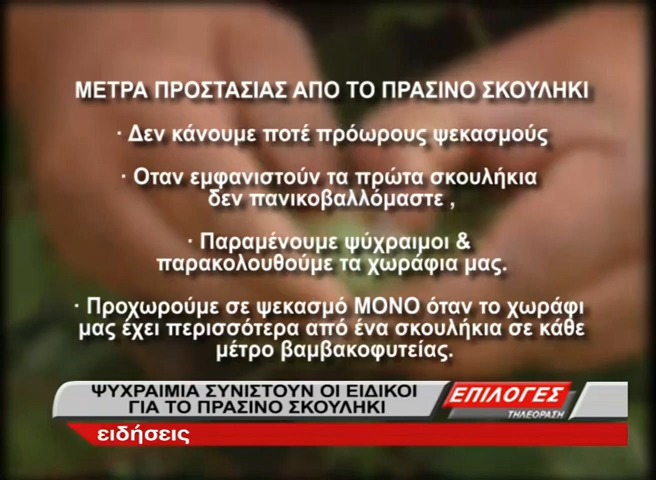 ΜΕΤΡΑ ΠΡΟΣΤΑΣΙΑΣ ΑΠΟ ΤΟ ΠΡΑΣΙΝΟ ΣΚΟΥΛΗΚΙ
· Δεν κάνουμε ποτέ πρόωρους ψεκασμούς
· Οταν εμφανιστούν τα πρώτα σκουλήκια
δεν πανικοβαλλόμαστε ,
· Παραμένουμε ψύχραιμοι &
παρακολουθούμε τα χωράφια μας.
· Προχωρούμε σε ψεκασμό ΜΟΝΟ όταν το χωράφι
μας έχει περισσότερα από ένα σκουλήκια σε κάθε
μέτρο βαμβακοφυτείας.
ΨΥΧΡΑΙΜΙΑ ΣΥΝΙΣΤΟΥΝ ΟΙ ΕΙΔΙΚΟΙ
ΓΙΑ ΤΟ ΠΡΑΣΙΝΟ ΣΚΟΥΛΗΚΙ
ΕΠΙΛΟΓΕΣ
ΤΗΛΕΟΡΑΣΗ
ειδήσεις